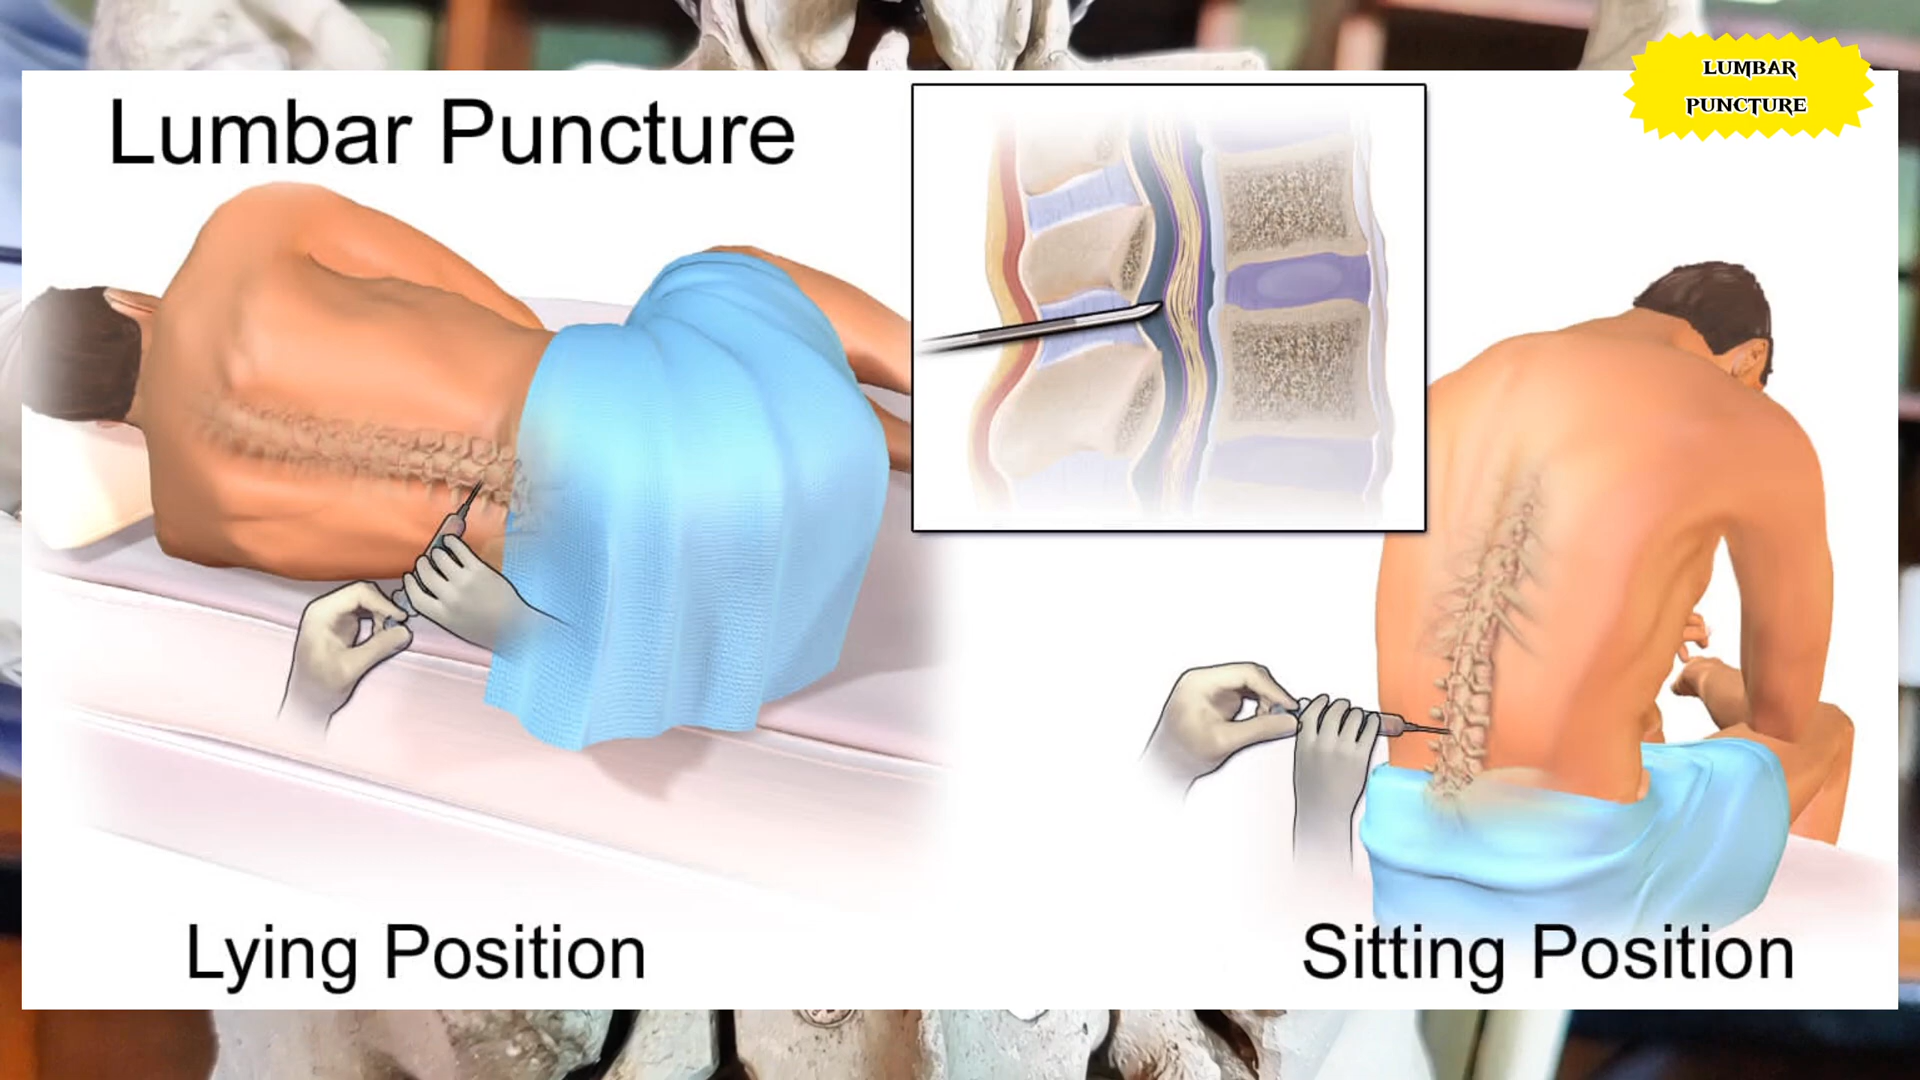 Lumbar Puncture
LUMBAR
PUNCTURE
Lying Position
Sitting Position